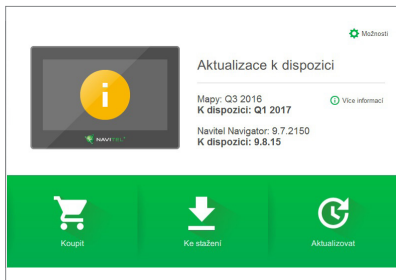 Možnosti
Aktualizace k dispozici
Mapy: Q3 2016
K dispozici: Q1 2017
Více informací
Navitel Navigator: 9.7.2150
K dispozici: 9.8.15
NAVITEL
Koupit
Ke stažení
Aktualizovat